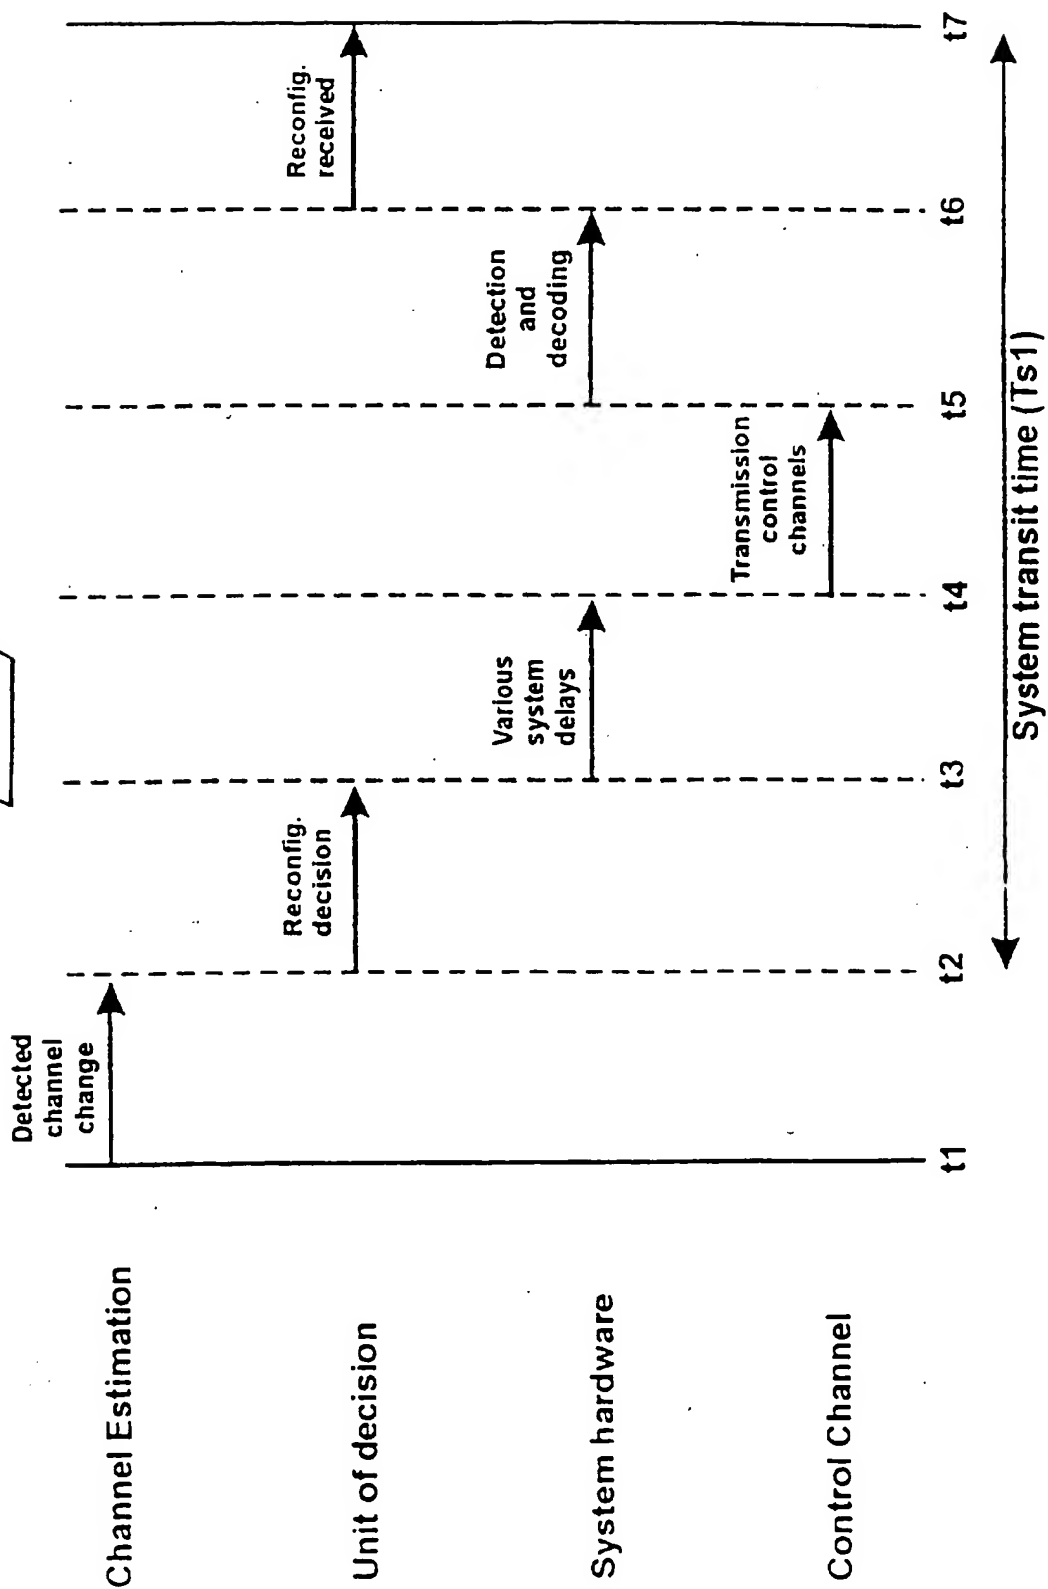 Channel Estimation
Detected
channel
change
Unit of decision
Reconfig.
decision
Reconfig.
received
System hardware
Various
system
delays
Detection
and
decoding
Control Channel
Transmission
control
channels
t1
t2
t3
t4
t5
t6
t7
System transit time (Ts1)